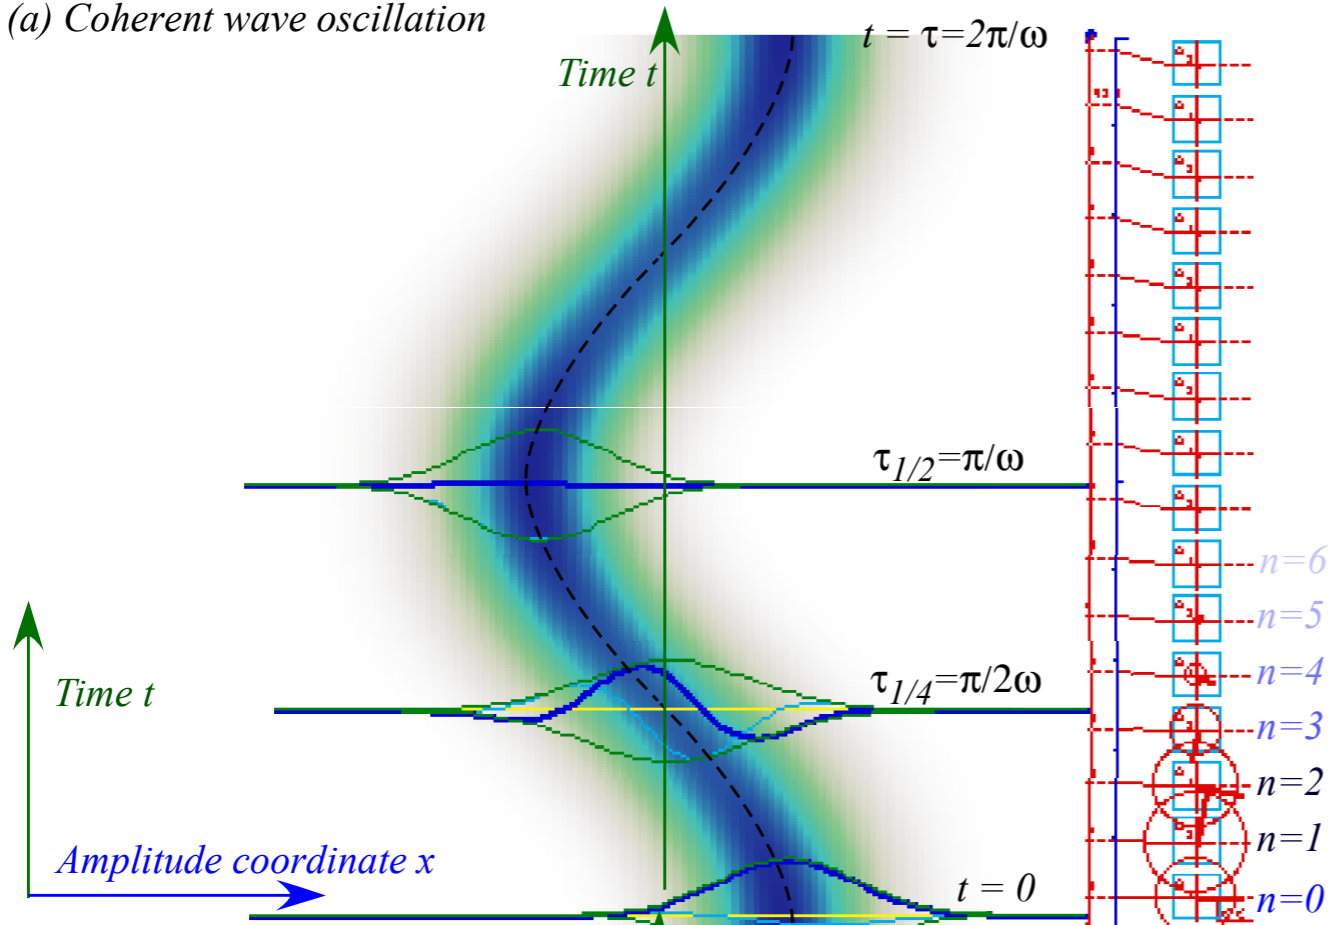 (a) Coherent wave oscillation
t = τ=2π/ω
Time t
τ1/2=π/ω
n=6
n=5
Time t
τ1/4=π/2ω
n=4
n=3
n=2
n=1
Amplitude coordinate x
t = 0
n=0